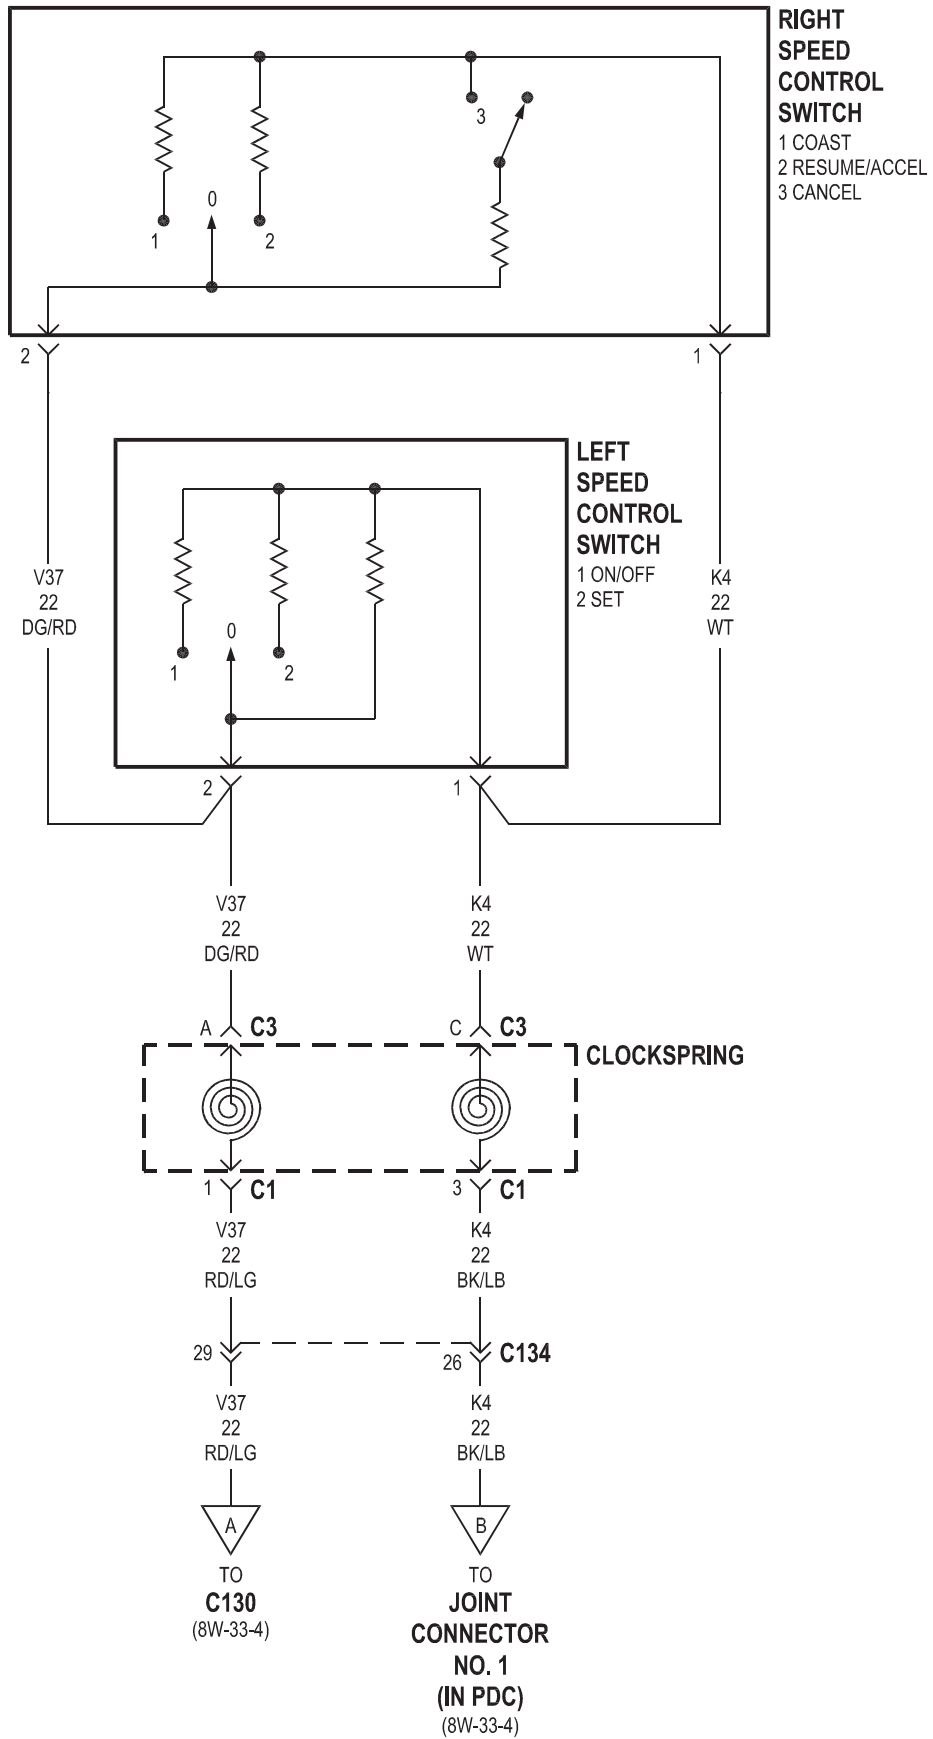 RIGHT
SPEED
CONTROL
SWITCH
1 COAST
2 RESUME/ACCEL
3 CANCEL
3
0
1
2
2
1
LEFT
SPEED
CONTROL
SWITCH
1 ON/OFF
2 SET
V37
22
DG/RD
K4
22
WT
0
1
2
2
1
V37
22
DG/RD
K4
22
WT
A
C3
C
C3
CLOCKSPRING
1
C1
3
C1
V37
22
RD/LG
K4
22
BK/LB
29
26
C134
V37
22
RD/LG
K4
22
BK/LB
A
B
TO
C130
(8W-33-4)
TO
JOINT
CONNECTOR
NO. 1
(IN PDC)
(8W-33-4)